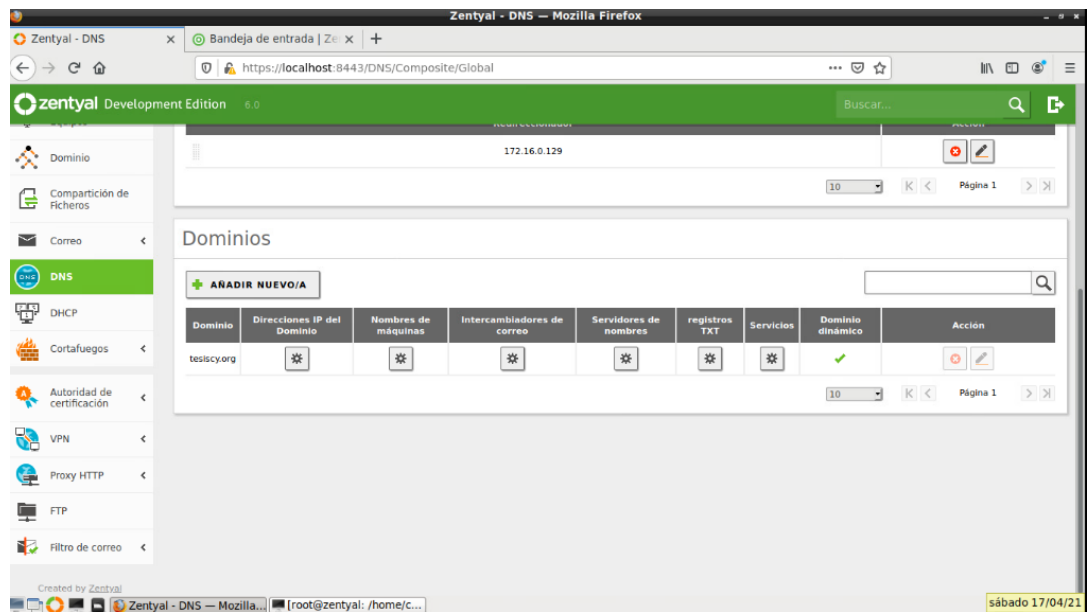 Zentyal - DNS — Mozilla Firefox
Zentyal - DNS
Bandeja de entrada | Ze
https://localhost:8443/DNS/Composite/Global
zentyal Development Edition 6.0
Buscar...
Dominio
Compartición de
Ficheros
Correo
DNS
DHCP
Cortafuegos
Autoridad de
certificación
VPN
Proxy HTTP
FTP
Filtro de correo
Created by Zentyal
172.16.0.129
10
Página 1
Dominios
AÑADIR NUEVO/A
Dominio
Direcciones IP del
Dominio
Nombres de
máquinas
Intercambiadores de
correo
Servidores de
nombres
registros
TXT
Servicios
Dominio
dinámico
Acción
tesiscy.org
10
Página 1
Zentyal - DNS — Mozilla...
[root@zentyal: /home/c...
sábado 17/04/21